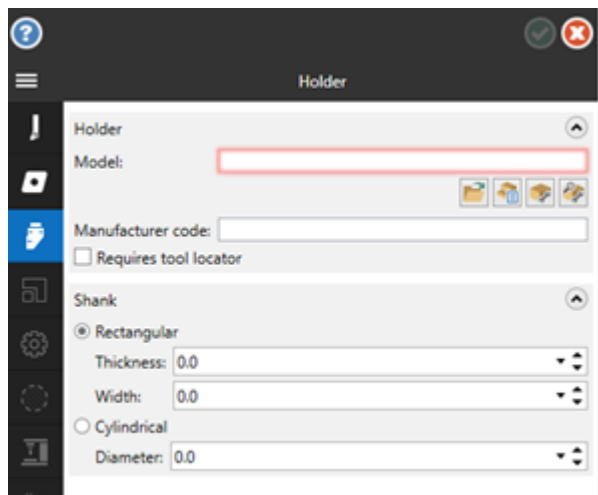 ?
Holder
Holder
Model:
Manufacturer code:
Requires tool locator
Shank
Rectangular
Thickness: 0.0
Width: 0.0
Cylindrical
Diameter: 0.0